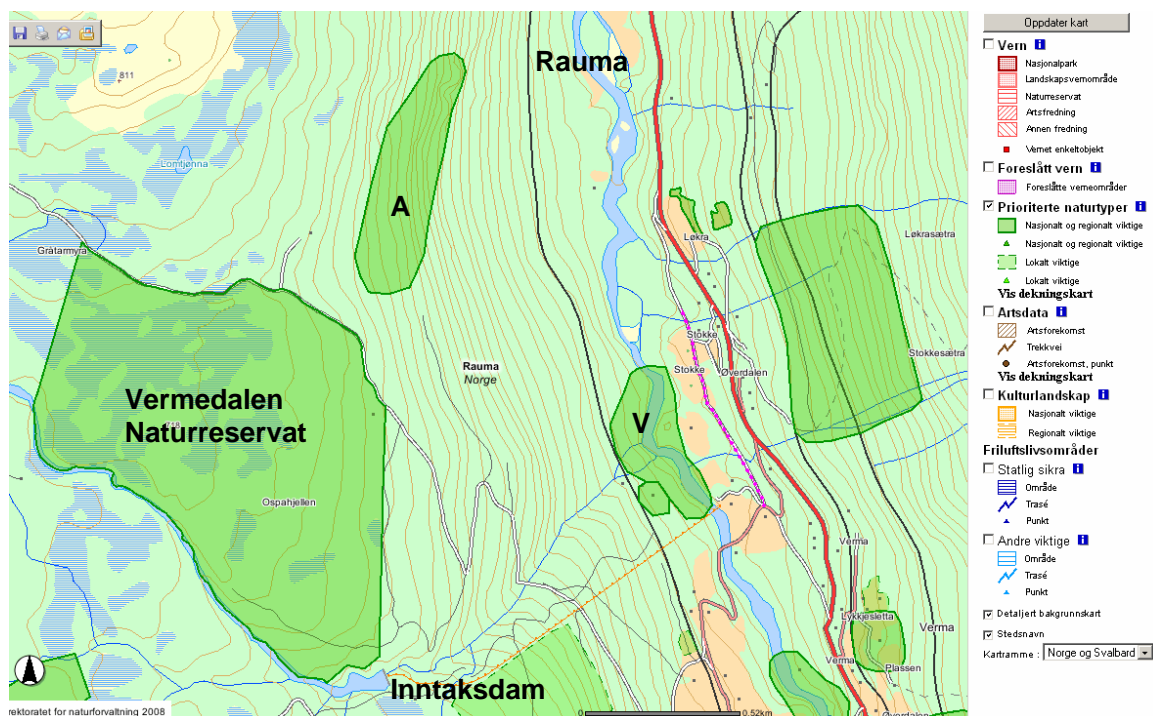 Rauma
811
Lomtjønna
A
Gråtarmyra
Løkra
Løkrasætra
Stokke
Stokke
Øverdalen
Stokkesætra
Rauma
Norge
Vermedalen
Naturreservat
718
V
Ospahjellen
Verma
Lykkjesletta
Verma
Verma
Plassen
Inntaksdam
Øverdalen
0
0.52km
rektoratet for naturforvaltning 2008
Oppdater kart
Vern
Nasjonalpark
Landskapsvernområde
Naturreservat
Artsfredning
Annen fredning
Vernet enkeltobjekt
Foreslått vern
Foreslåtte verneområder
Prioriterte naturtyper
Nasjonalt og regionalt viktige
Nasjonalt og regionalt viktige
Lokalt viktige
Lokalt viktige
Vis dekningskart
Artsdata
Artsforekomst
Trekkvei
Artsforekomst, punkt
Vis dekningskart
Kulturlandskap
Nasjonalt viktige
Regionalt viktige
Friluftslivsområder
Statlig sikra
Område
Trasé
Punkt
Andre viktige
Område
Trasé
Punkt
Detaljert bakgrunnskart
Stedsnavn
Kartramme : Norge og Svalbard